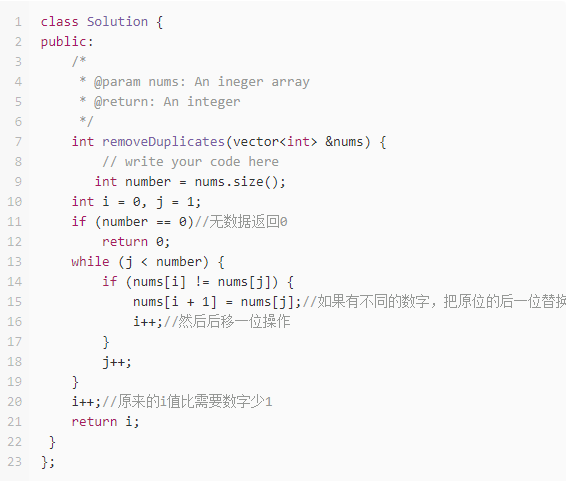 1 class Solution {
2 public:
3     /*
4      * @param nums: An ineger array
5      * @return: An integer
6      */
7     int removeDuplicates(vector<int> &nums) {
8         // write your code here
9        int number = nums.size();
10     int i = 0, j = 1;
11     if (number == 0)//无数据返回0
12         return 0;
13     while (j < number) {
14         if (nums[i] != nums[j]) {
15             nums[i + 1] = nums[j];//如果有不同的数字，把原位的后一位替换
16             i++;//然后后移一位操作
17         }
18         j++;
19     }
20     i++;//原来的i值比需要数字少1
21     return i;
22  }
23 };